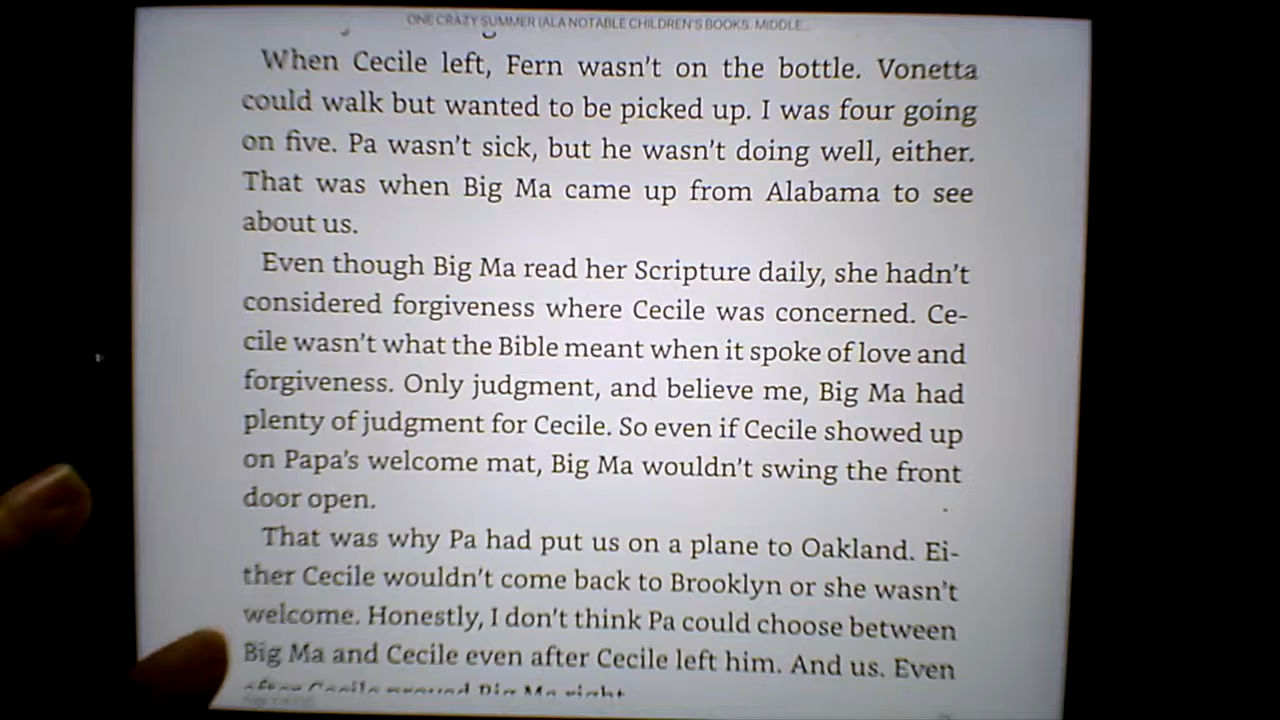 ONE CRAZY SUMMER (ALA NOTABLE CHILDREN'S BOOKS. MIDDLE...
When Cecile left, Fern wasn't on the bottle. Vonetta
could walk but wanted to be picked up. I was four going
on five. Pa wasn't sick, but he wasn't doing well, either.
That was when Big Ma came up from Alabama to see
about us.
Even though Big Ma read her Scripture daily, she hadn't
considered forgiveness where Cecile was concerned. Ce-
cile wasn't what the Bible meant when it spoke of love and
forgiveness. Only judgment, and believe me, Big Ma had
plenty of judgment for Cecile. So even if Cecile showed up
on Papa's welcome mat, Big Ma wouldn't swing the front
door open.
That was why Pa had put us on a plane to Oakland. Ei-
ther Cecile wouldn't come back to Brooklyn or she wasn't
welcome. Honestly, I don't think Pa could choose between
Big Ma and Cecile even after Cecile left him. And us. Even